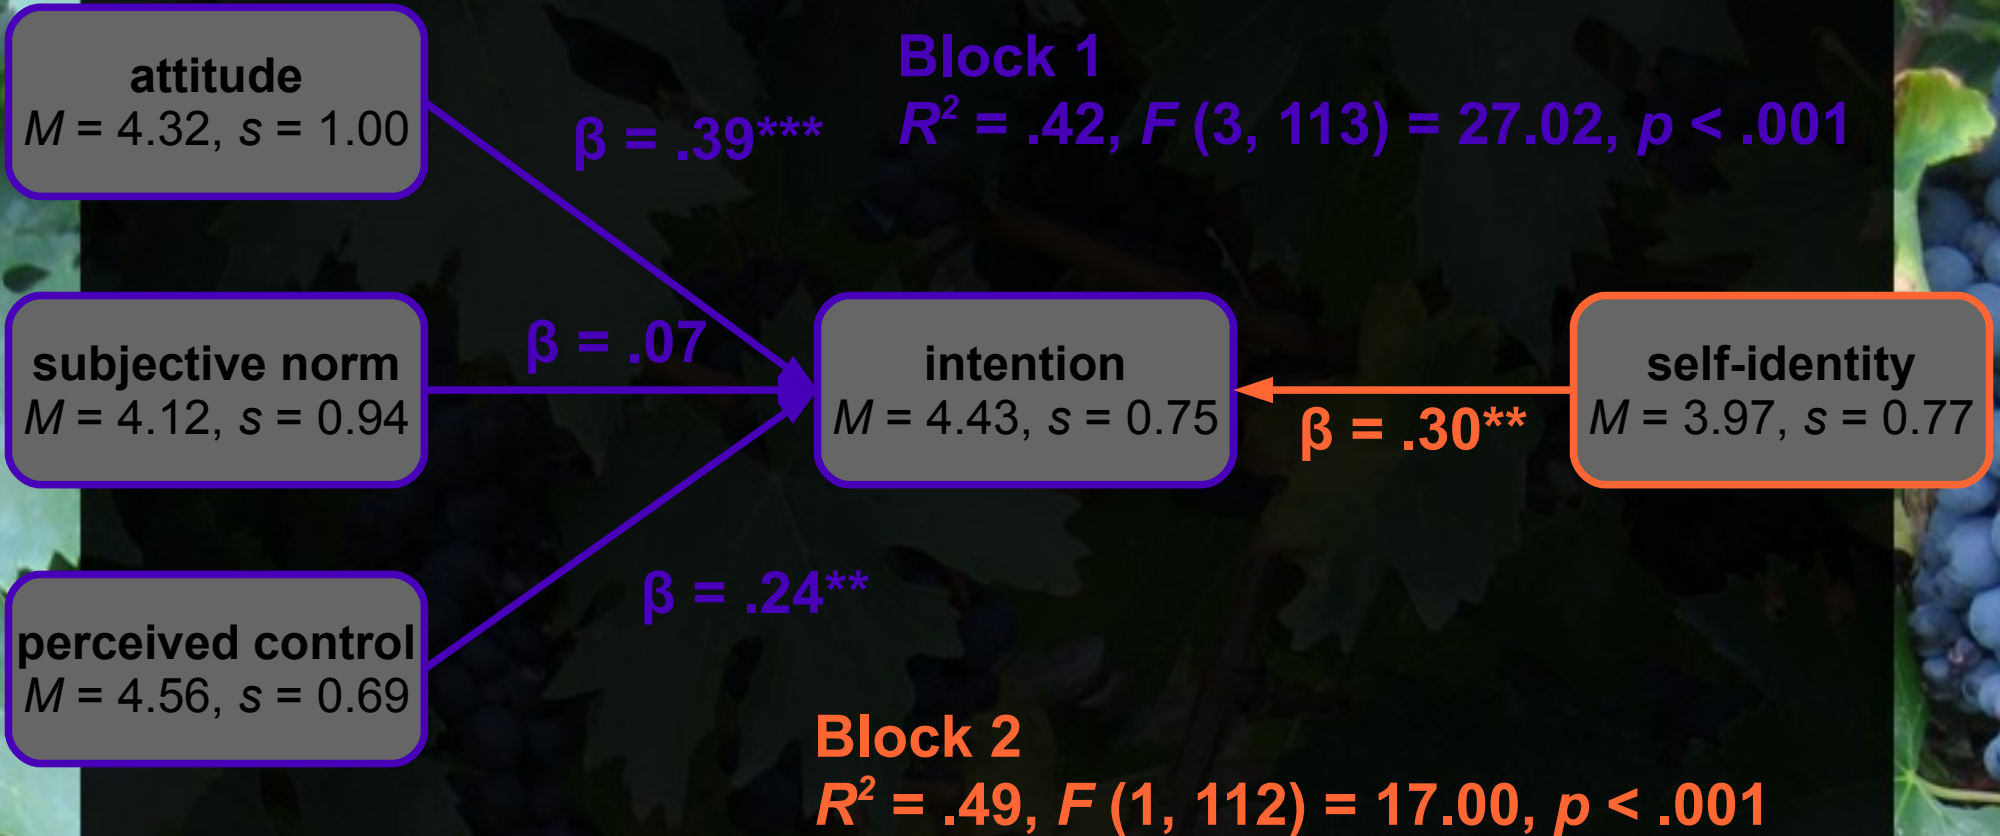 attitude
M = 4.32, s = 1.00
Block 1
R² = .42, F (3, 113) = 27.02, p < .001
β = .39***
subjective norm
M = 4.12, s = 0.94
β = .07
intention
M = 4.43, s = 0.75
β = .30**
self-identity
M = 3.97, s = 0.77
perceived control
M = 4.56, s = 0.69
β = .24**
Block 2
R² = .49, F (1, 112) = 17.00, p < .001